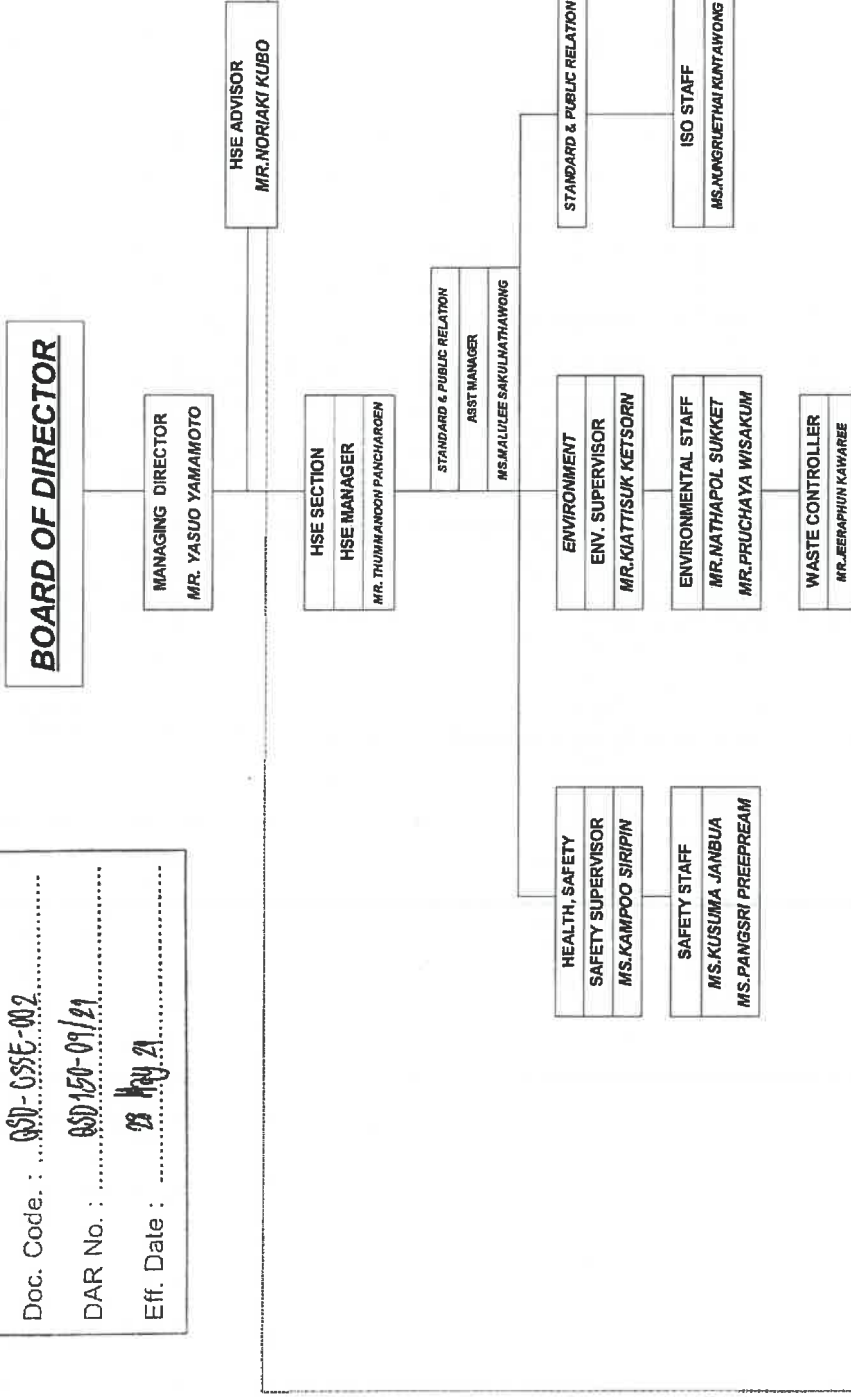 Doc. Code. : QSD-CSSE-002
DAR No. : QSD150-09/21
Eff. Date : 28 May 21
BOARD OF DIRECTOR
MANAGING DIRECTOR
MR. YASUO YAMAMOTO
HSE ADVISOR
MR.NORIAKI KUBO
HSE SECTION
HSE MANAGER
MR. THUMMANOON PANCHAROEN
STANDARD & PUBLIC RELATION
ASST MANAGER
MS.MALULEE SAKULNATHAWONG
HEALTH, SAFETY
SAFETY SUPERVISOR
MS.KAMPOO SIRIPIN
SAFETY STAFF
MS.KUSUMA JANBUA
MS.PANGSRI PREEPREAM
ENVIRONMENT
ENV. SUPERVISOR
MR.KIATTISUK KETSORN
ENVIRONMENTAL STAFF
MR.NATHAPOL SUKKET
MR.PRUCHAYA WISAKUM
WASTE CONTROLLER
MR.JEERAPHUN KAWAREE
STANDARD & PUBLIC RELATION
ISO STAFF
MS.NUNGRUETHAI KUNTAWONG